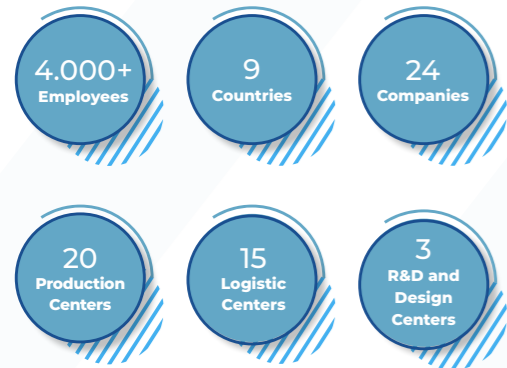 4.000+
Employees
9
Countries
24
Companies
20
Production
Centers
15
Logistic
Centers
3
R&D and
Design
Centers